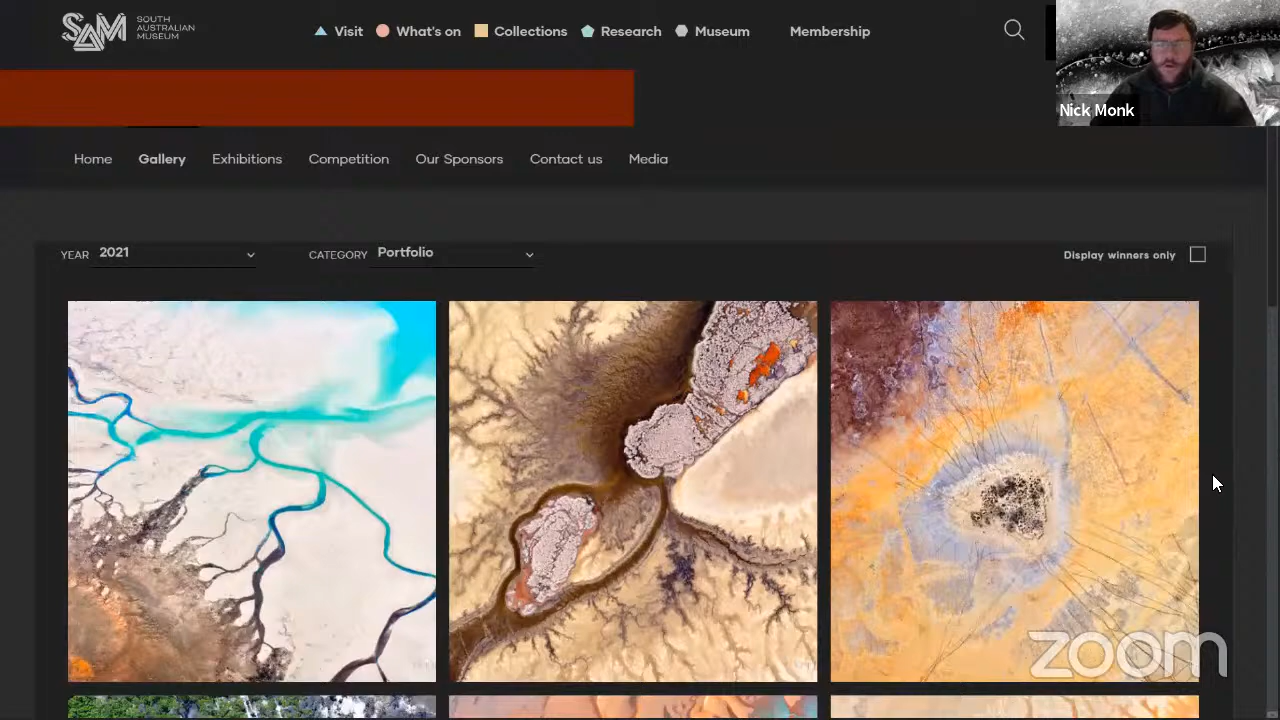 SAM
SOUTH
AUSTRALIAN
MUSEUM
Visit
What's on
Collections
Research
Museum
Membership
Nick Monk
Home
Gallery
Exhibitions
Competition
Our Sponsors
Contact us
Media
YEAR 2021
CATEGORY Portfolio
Display winners only
zoom